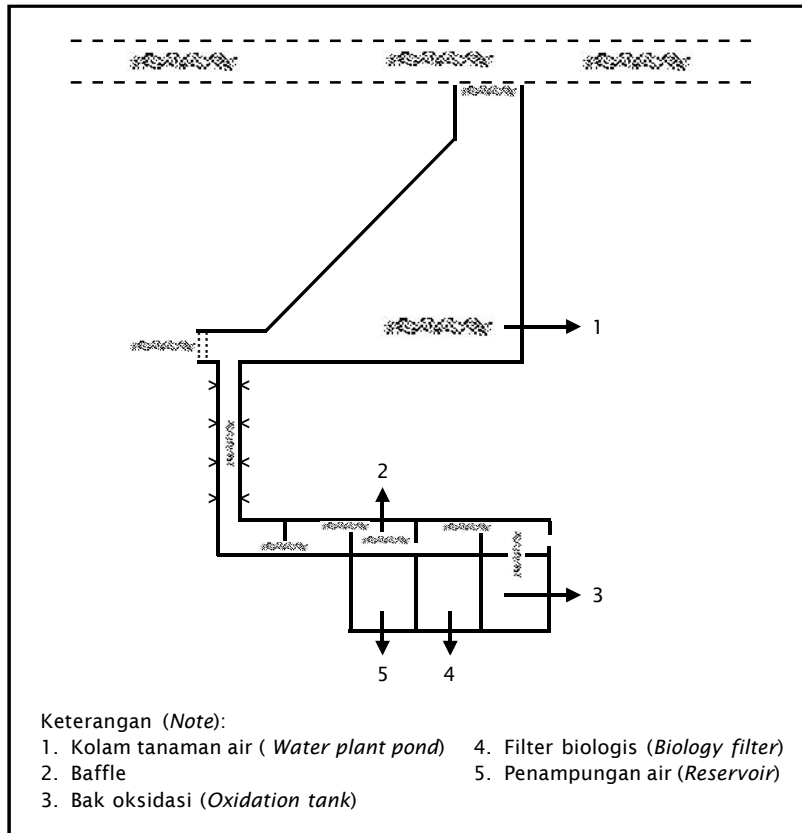 1
2
3
5
4
Keterangan (Note):
1. Kolam tanaman air ( Water plant pond)
2. Baffle
3. Bak oksidasi (Oxidation tank)
4. Filter biologis (Biology filter)
5. Penampungan air (Reservoir)